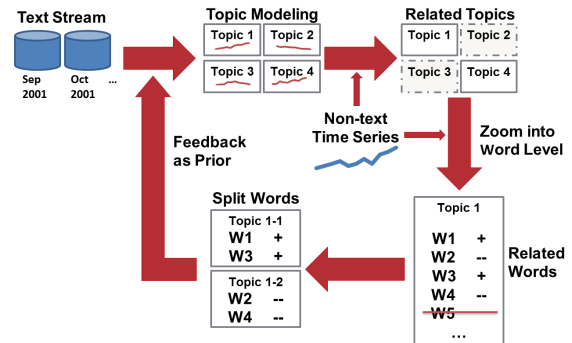 Text Stream
Sep
2001
Oct
2001
...
Topic Modeling
Topic 1
Topic 2
Topic 3
Topic 4
Related Topics
Topic 1
Topic 2
Topic 3
Topic 4
Non-text
Time Series
Zoom into
Word Level
Feedback
as Prior
Split Words
Topic 1-1
W1 +
W3 +
Topic 1-2
W2 --
W4 --
Topic 1
W1 +
W2 --
W3 +
W4 --
W5
...
Related
Words